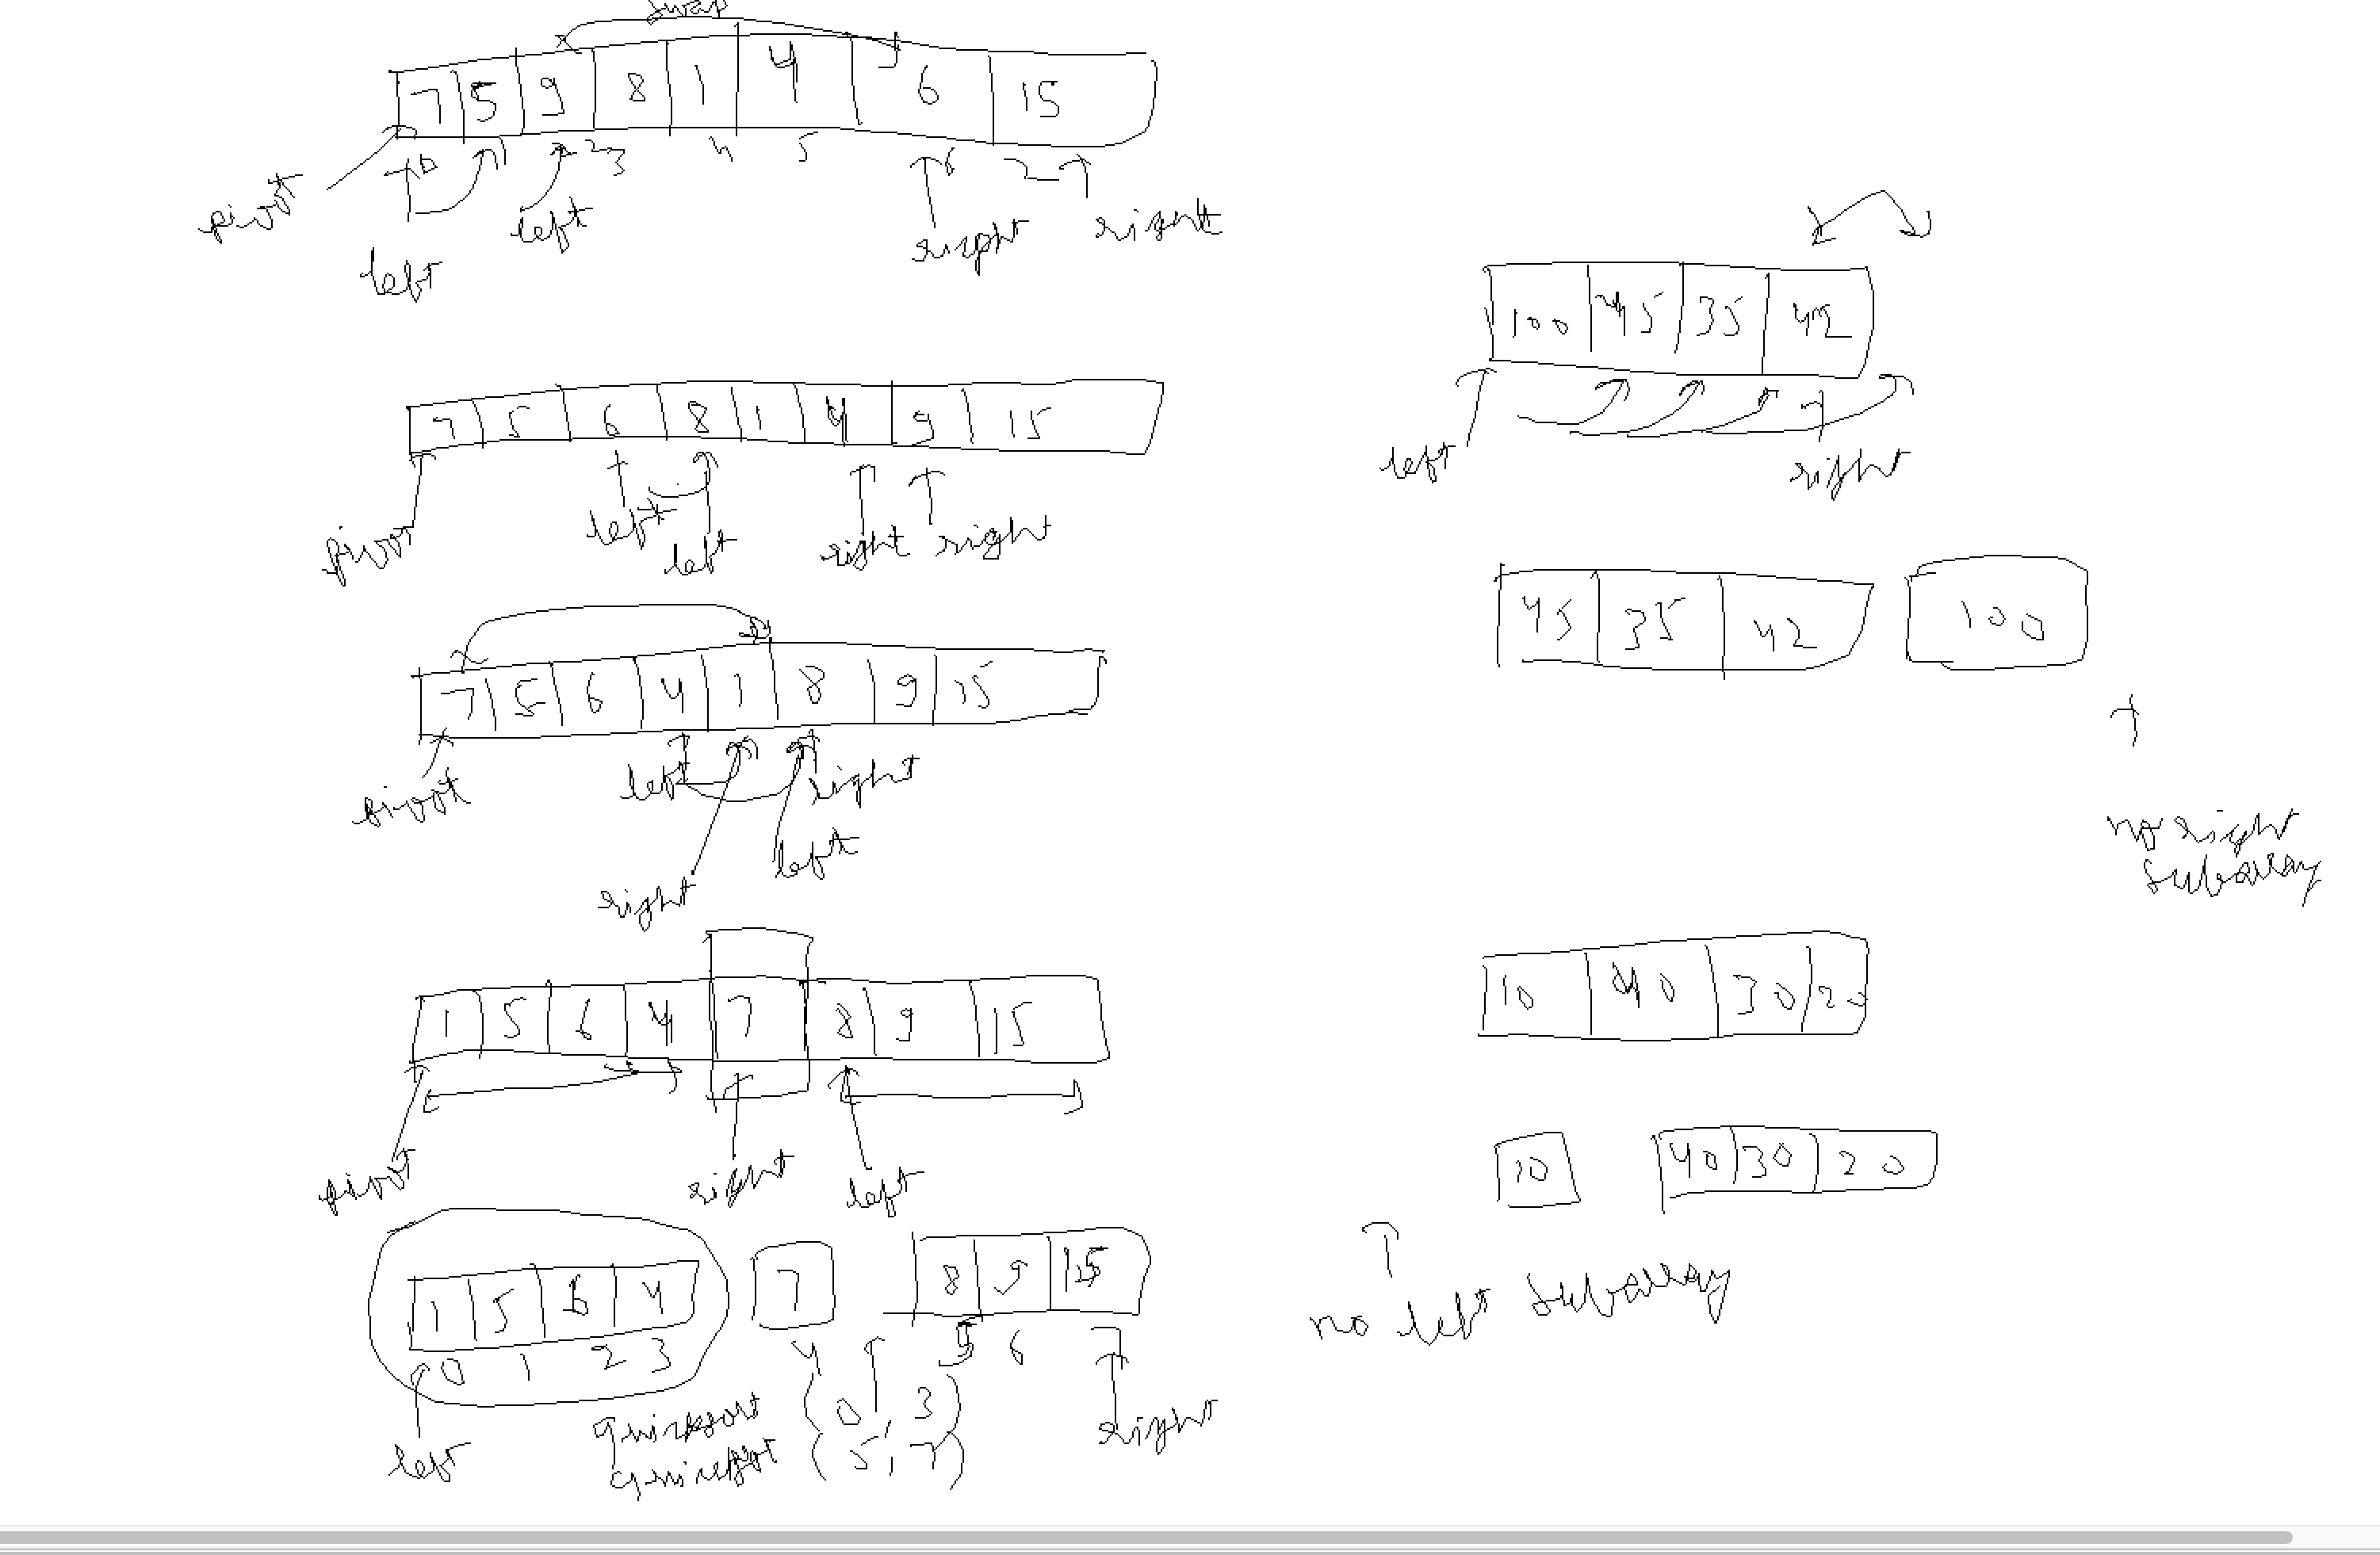 swap
7 5 9 8 1 4 6 15
0 1 2 3 4 5 6 7
pivot left left right right
7 5 6 8 1 4 9 15
pivot left left right right
7 5 6 4 1 8 9 15
pivot left right
right left
1 5 6 4 7 8 9 15
pivot right left
1 5 6 4 7 8 9 15
0 1 2 3 4 5 6 7
left quicksort (0, 3) right
quicksort (5, 7)
100 45 35 42
left right
45 35 42 100
no right
subarray
10 40 30 20
10 40 30 20
no left subarray